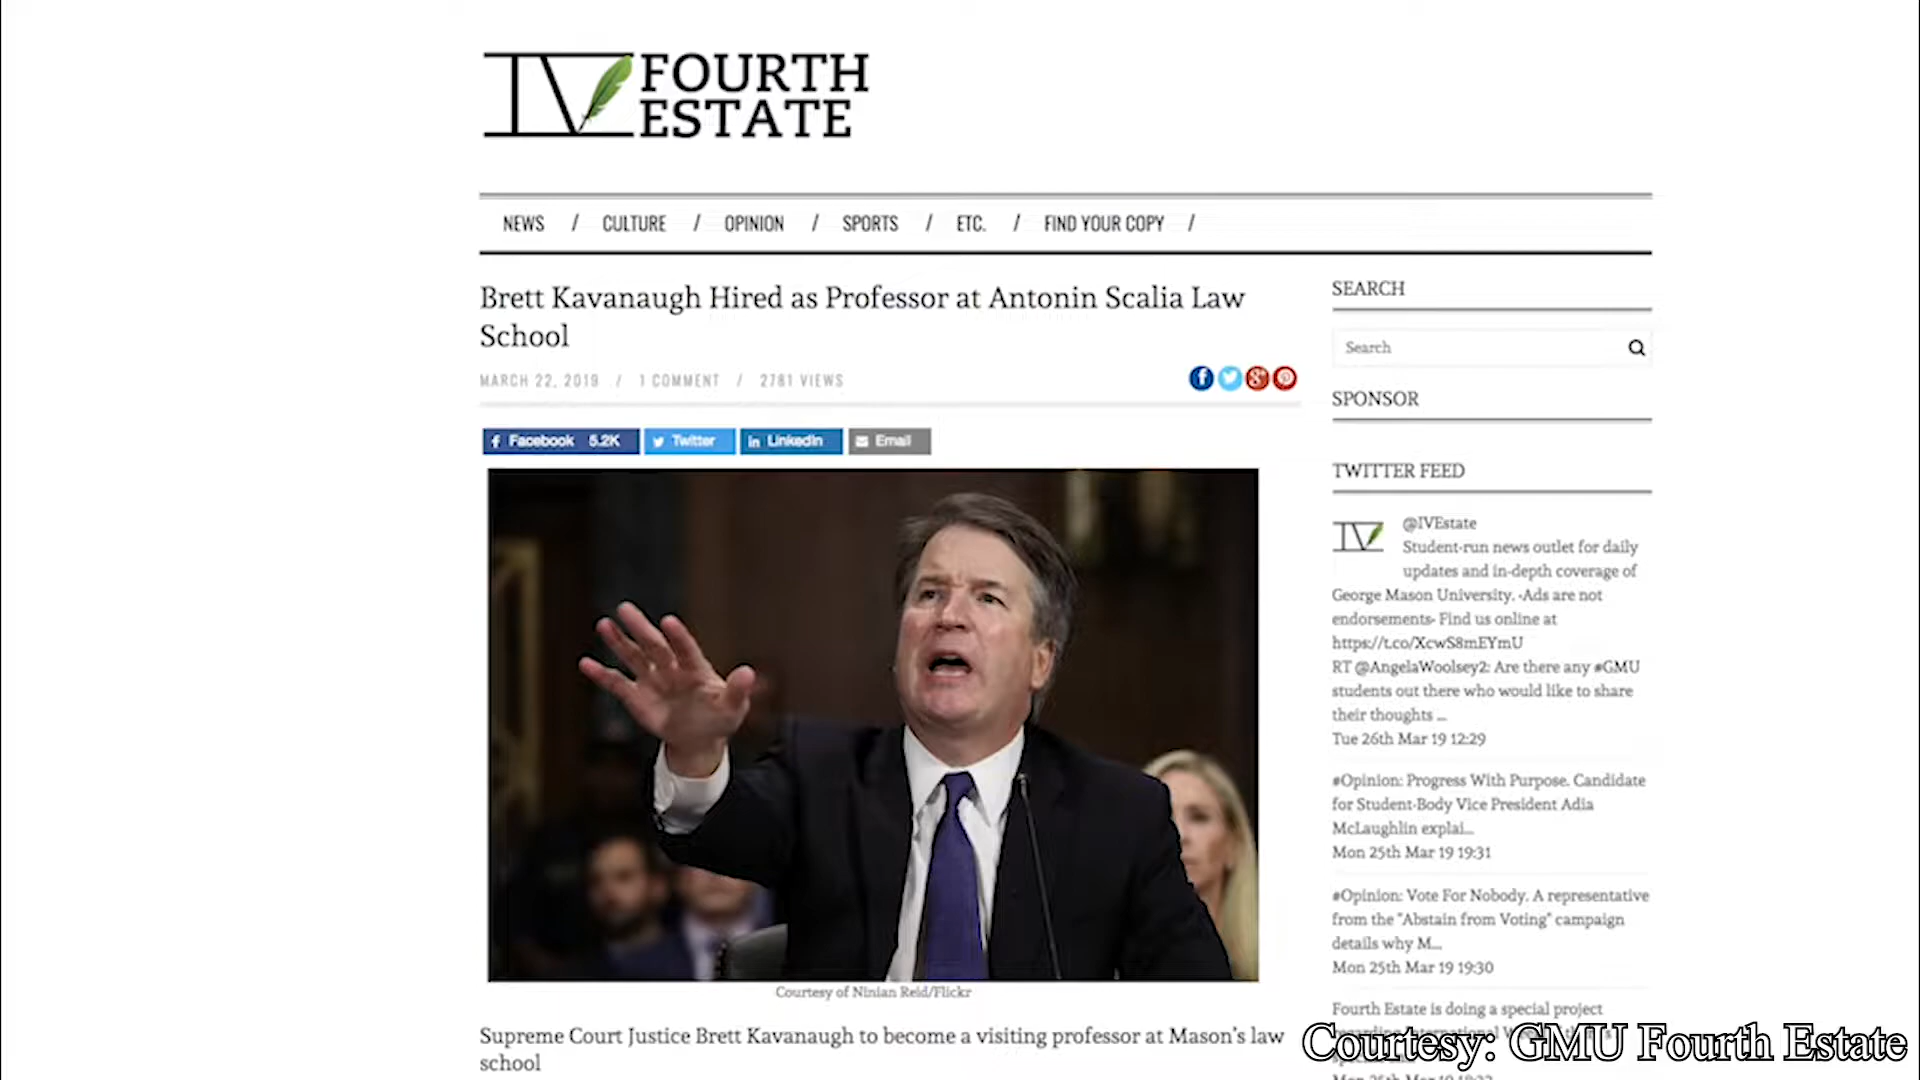 IV FOURTH
ESTATE
NEWS / CULTURE / OPINION / SPORTS / ETC. / FIND YOUR COPY /
Brett Kavanaugh Hired as Professor at Antonin Scalia Law
School
MARCH 22, 2019 / 1 COMMENT / 2781 VIEWS
Facebook 5.2K Twitter LinkedIn Email
Courtesy of Ninian Reid/Flickr
Supreme Court Justice Brett Kavanaugh to become a visiting professor at Mason's law
school
SEARCH
Search
SPONSOR
TWITTER FEED
IV
@IVEstate
Student-run news outlet for daily
updates and in-depth coverage of
George Mason University. -Ads are not
endorsements- Find us online at
https://t.co/XcwS8mEYmU
RT @AngelaWoolsey2: Are there any #GMU
students out there who would like to share
their thoughts ...
Tue 26th Mar 19 12:29
#Opinion: Progress With Purpose. Candidate
for Student-Body Vice President Adia
McLaughlin explai...
Mon 25th Mar 19 19:31
#Opinion: Vote For Nobody. A representative
from the "Abstain from Voting" campaign
details why M...
Mon 25th Mar 19 19:30
Fourth Estate is doing a special project
Courtesy: GMU Fourth Estate